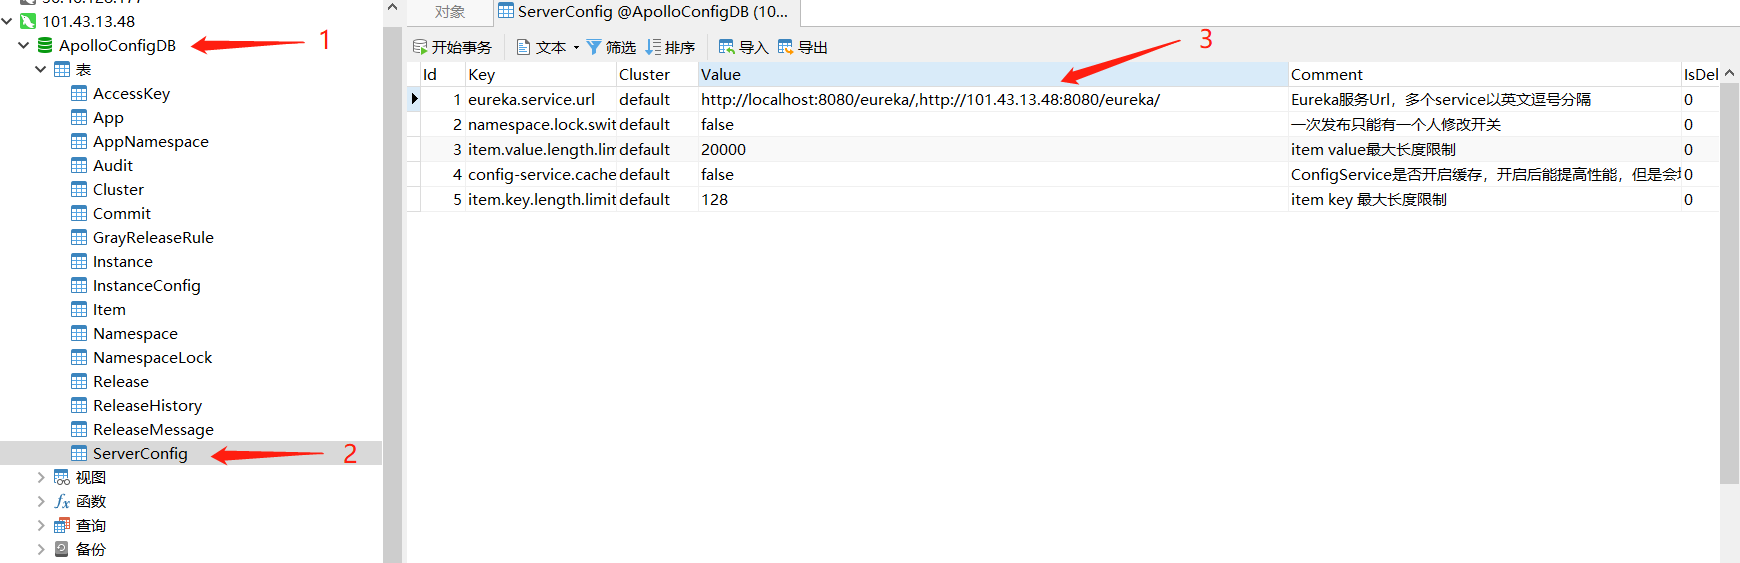 101.43.13.48
ApolloConfigDB
1
表
AccessKey
App
AppNamespace
Audit
Cluster
Commit
GrayReleaseRule
Instance
InstanceConfig
Item
Namespace
NamespaceLock
Release
ReleaseHistory
ReleaseMessage
ServerConfig
2
视图
fx 函数
查询
备份
对象 ServerConfig @ApolloConfigDB (10...
开始事务 文本 筛选 排序 导入 导出
3
Id Key Cluster Value Comment IsDel
1 eureka.service.url default http://localhost:8080/eureka/,http://101.43.13.48:8080/eureka/ Eureka服务Url，多个service以英文逗号分隔 0
2 namespace.lock.swit default false 一次发布只能有一个人修改开关 0
3 item.value.length.lim default 20000 item value最大长度限制 0
4 config-service.cache default false ConfigService是否开启缓存，开启后能提高性能，但是会 0
5 item.key.length.limit default 128 item key 最大长度限制 0